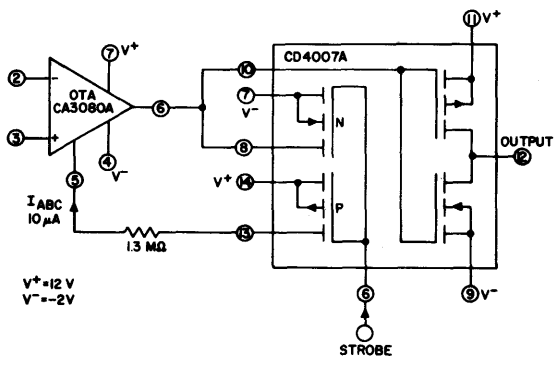 11 V+
CD4007A
7 V+
10
2
-
OTA
CA3080A
6
7
V-
N
3
+
8
OUTPUT
12
4
V-
5
V+ 14
P
IABC
10μA
1.3 MΩ
13
V+=12 V
V-=-2V
6
9 V-
STROBE